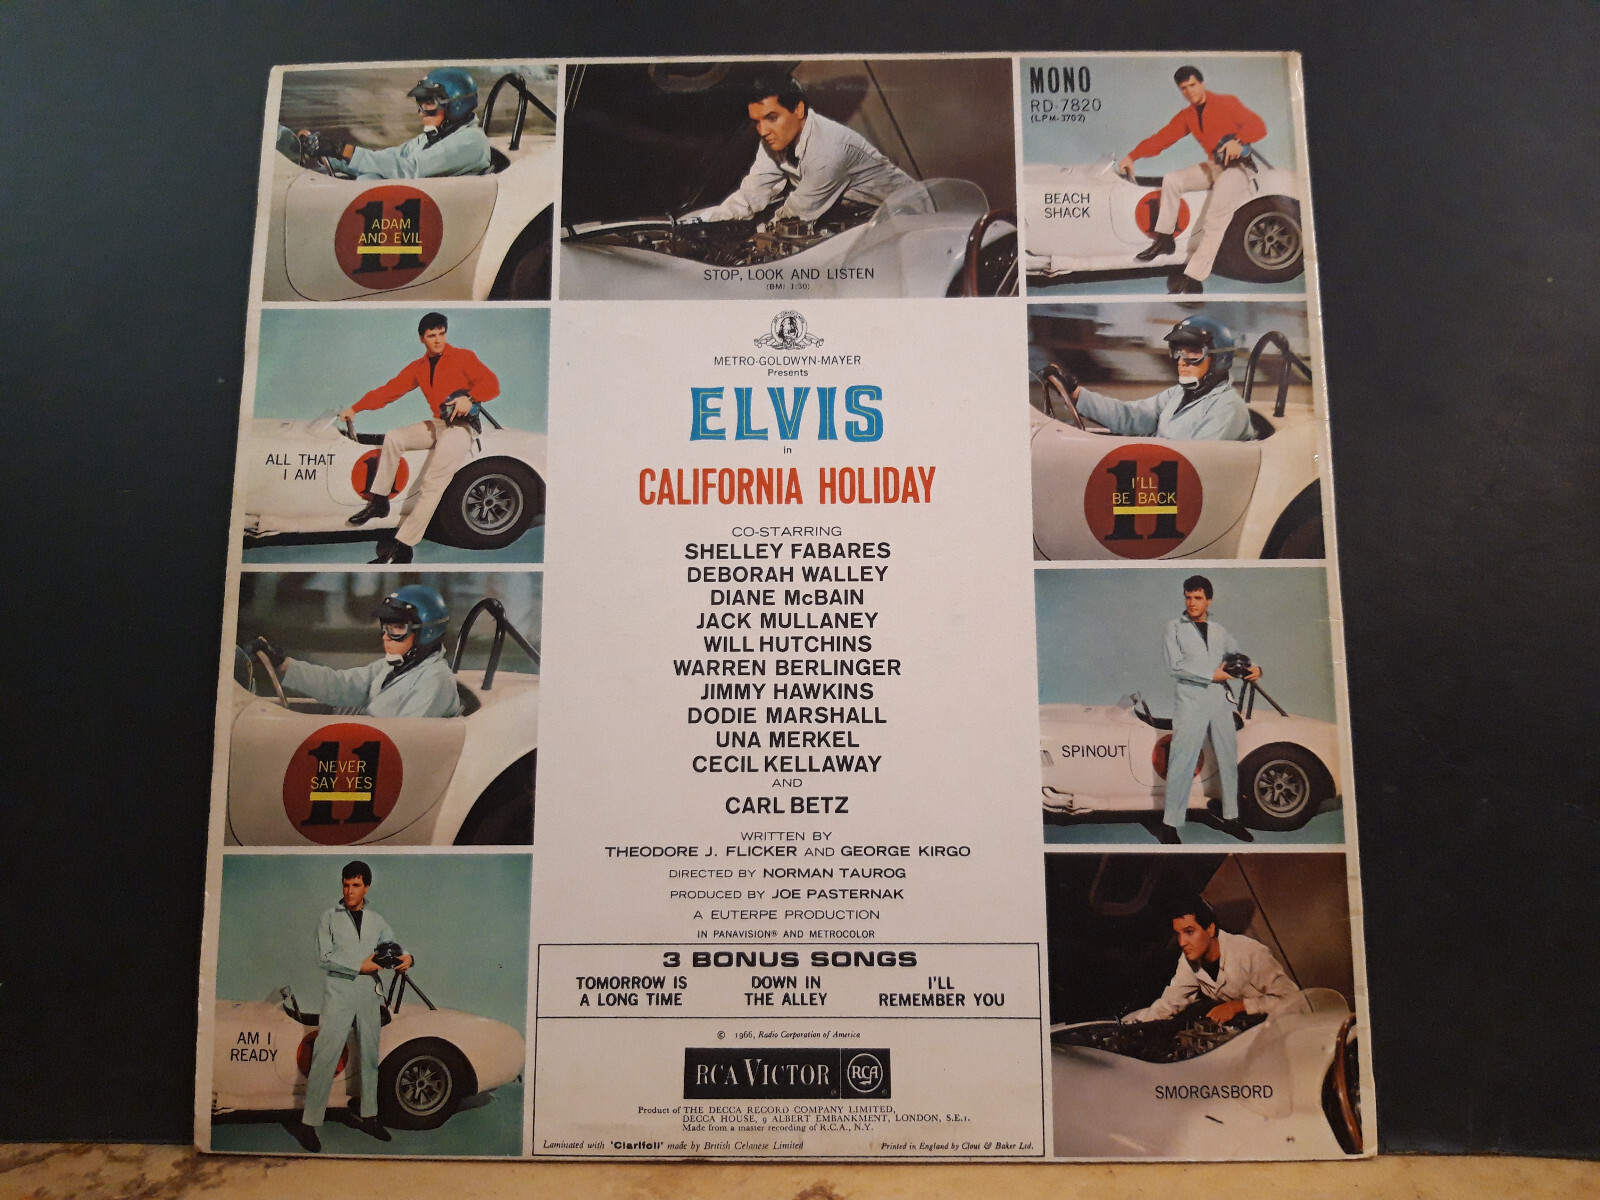 11
ADAM
AND EVIL
STOP, LOOK AND LISTEN
(BMI 1:30)
MONO
RD-7820
(LPM-3702)
BEACH
SHACK
ALL THAT
I AM
11
I'LL
BE BACK
11
NEVER
SAY YES
SPINOUT
AM I
READY
SMORGASBORD
METRO-GOLDWYN-MAYER
Presents
ELVIS
in
CALIFORNIA HOLIDAY
CO-STARRING
SHELLEY FABARES
DEBORAH WALLEY
DIANE McBAIN
JACK MULLANEY
WILL HUTCHINS
WARREN BERLINGER
JIMMY HAWKINS
DODIE MARSHALL
UNA MERKEL
CECIL KELLAWAY
AND
CARL BETZ
WRITTEN BY
THEODORE J. FLICKER AND GEORGE KIRGO
DIRECTED BY NORMAN TAUROG
PRODUCED BY JOE PASTERNAK
A EUTERPE PRODUCTION
IN PANAVISION® AND METROCOLOR
3 BONUS SONGS
TOMORROW IS
A LONG TIME
DOWN IN
THE ALLEY
I'LL
REMEMBER YOU
© 1966, Radio Corporation of America
RCA VICTOR
RCA
Product of THE DECCA RECORD COMPANY LIMITED,
DECCA HOUSE, 9 ALBERT EMBANKMENT, LONDON, S.E.1.
Made from a master recording of R.C.A., N.Y.
Laminated with 'Clarifoil' made by British Celanese Limited
Printed in England by Clout & Baker Ltd.